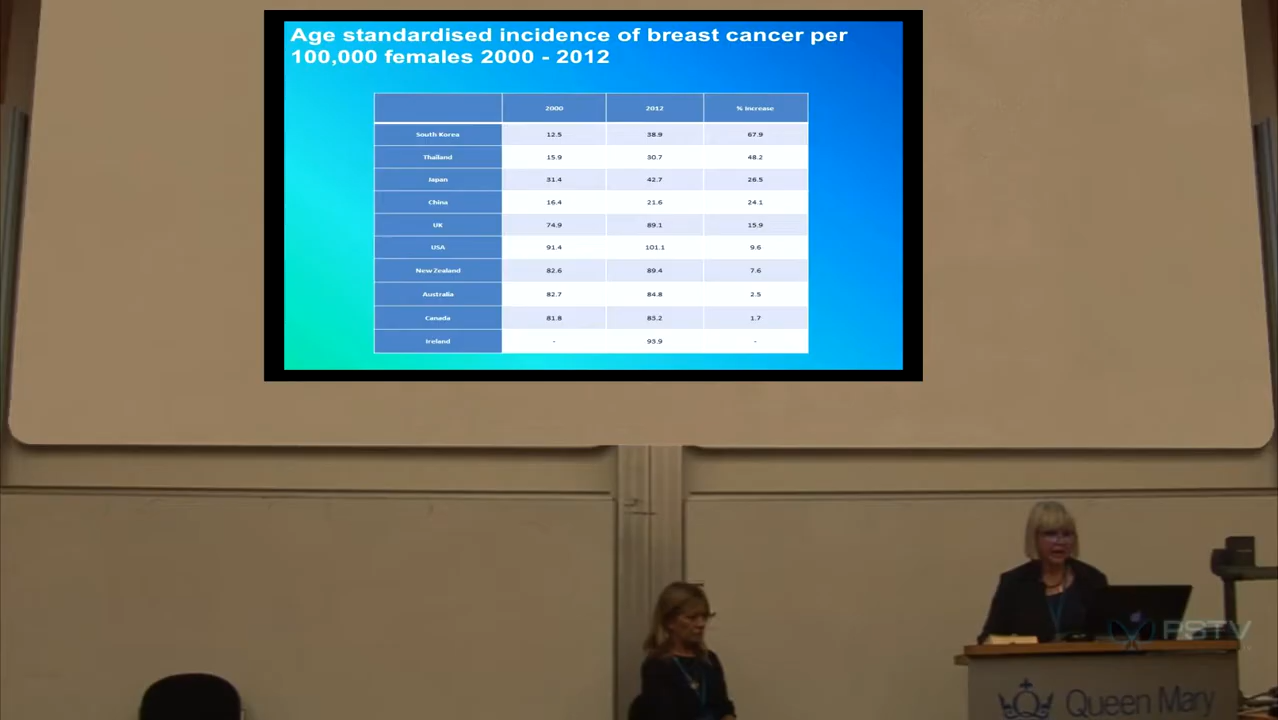 Age standardised incidence of breast cancer per
100,000 females 2000 - 2012
2000 2012 % increase
South Korea 12.5 38.9 67.9
Thailand 15.9 30.7 48.2
Japan 31.4 42.7 26.5
China 16.4 21.6 24.1
UK 74.9 89.1 15.9
USA 91.4 101.1 9.6
New Zealand 82.6 89.4 7.6
Australia 82.7 84.8 2.5
Canada 81.8 85.2 1.7
Ireland - 93.9 -
PSTV
Queen Mary